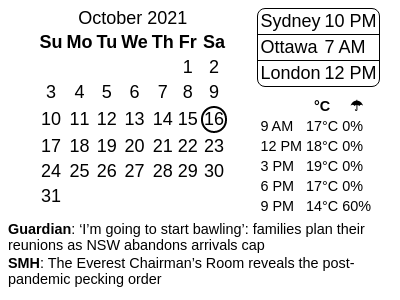 October 2021
Su Mo Tu We Th Fr Sa
1 2
3 4 5 6 7 8 9
10 11 12 13 14 15 16
17 18 19 20 21 22 23
24 25 26 27 28 29 30
31
Sydney 10 PM
Ottawa 7 AM
London 12 PM
°C ☂
9 AM 17°C 0%
12 PM 18°C 0%
3 PM 19°C 0%
6 PM 17°C 0%
9 PM 14°C 60%
Guardian: ‘I’m going to start bawling’: families plan their
reunions as NSW abandons arrivals cap
SMH: The Everest Chairman’s Room reveals the post-
pandemic pecking order